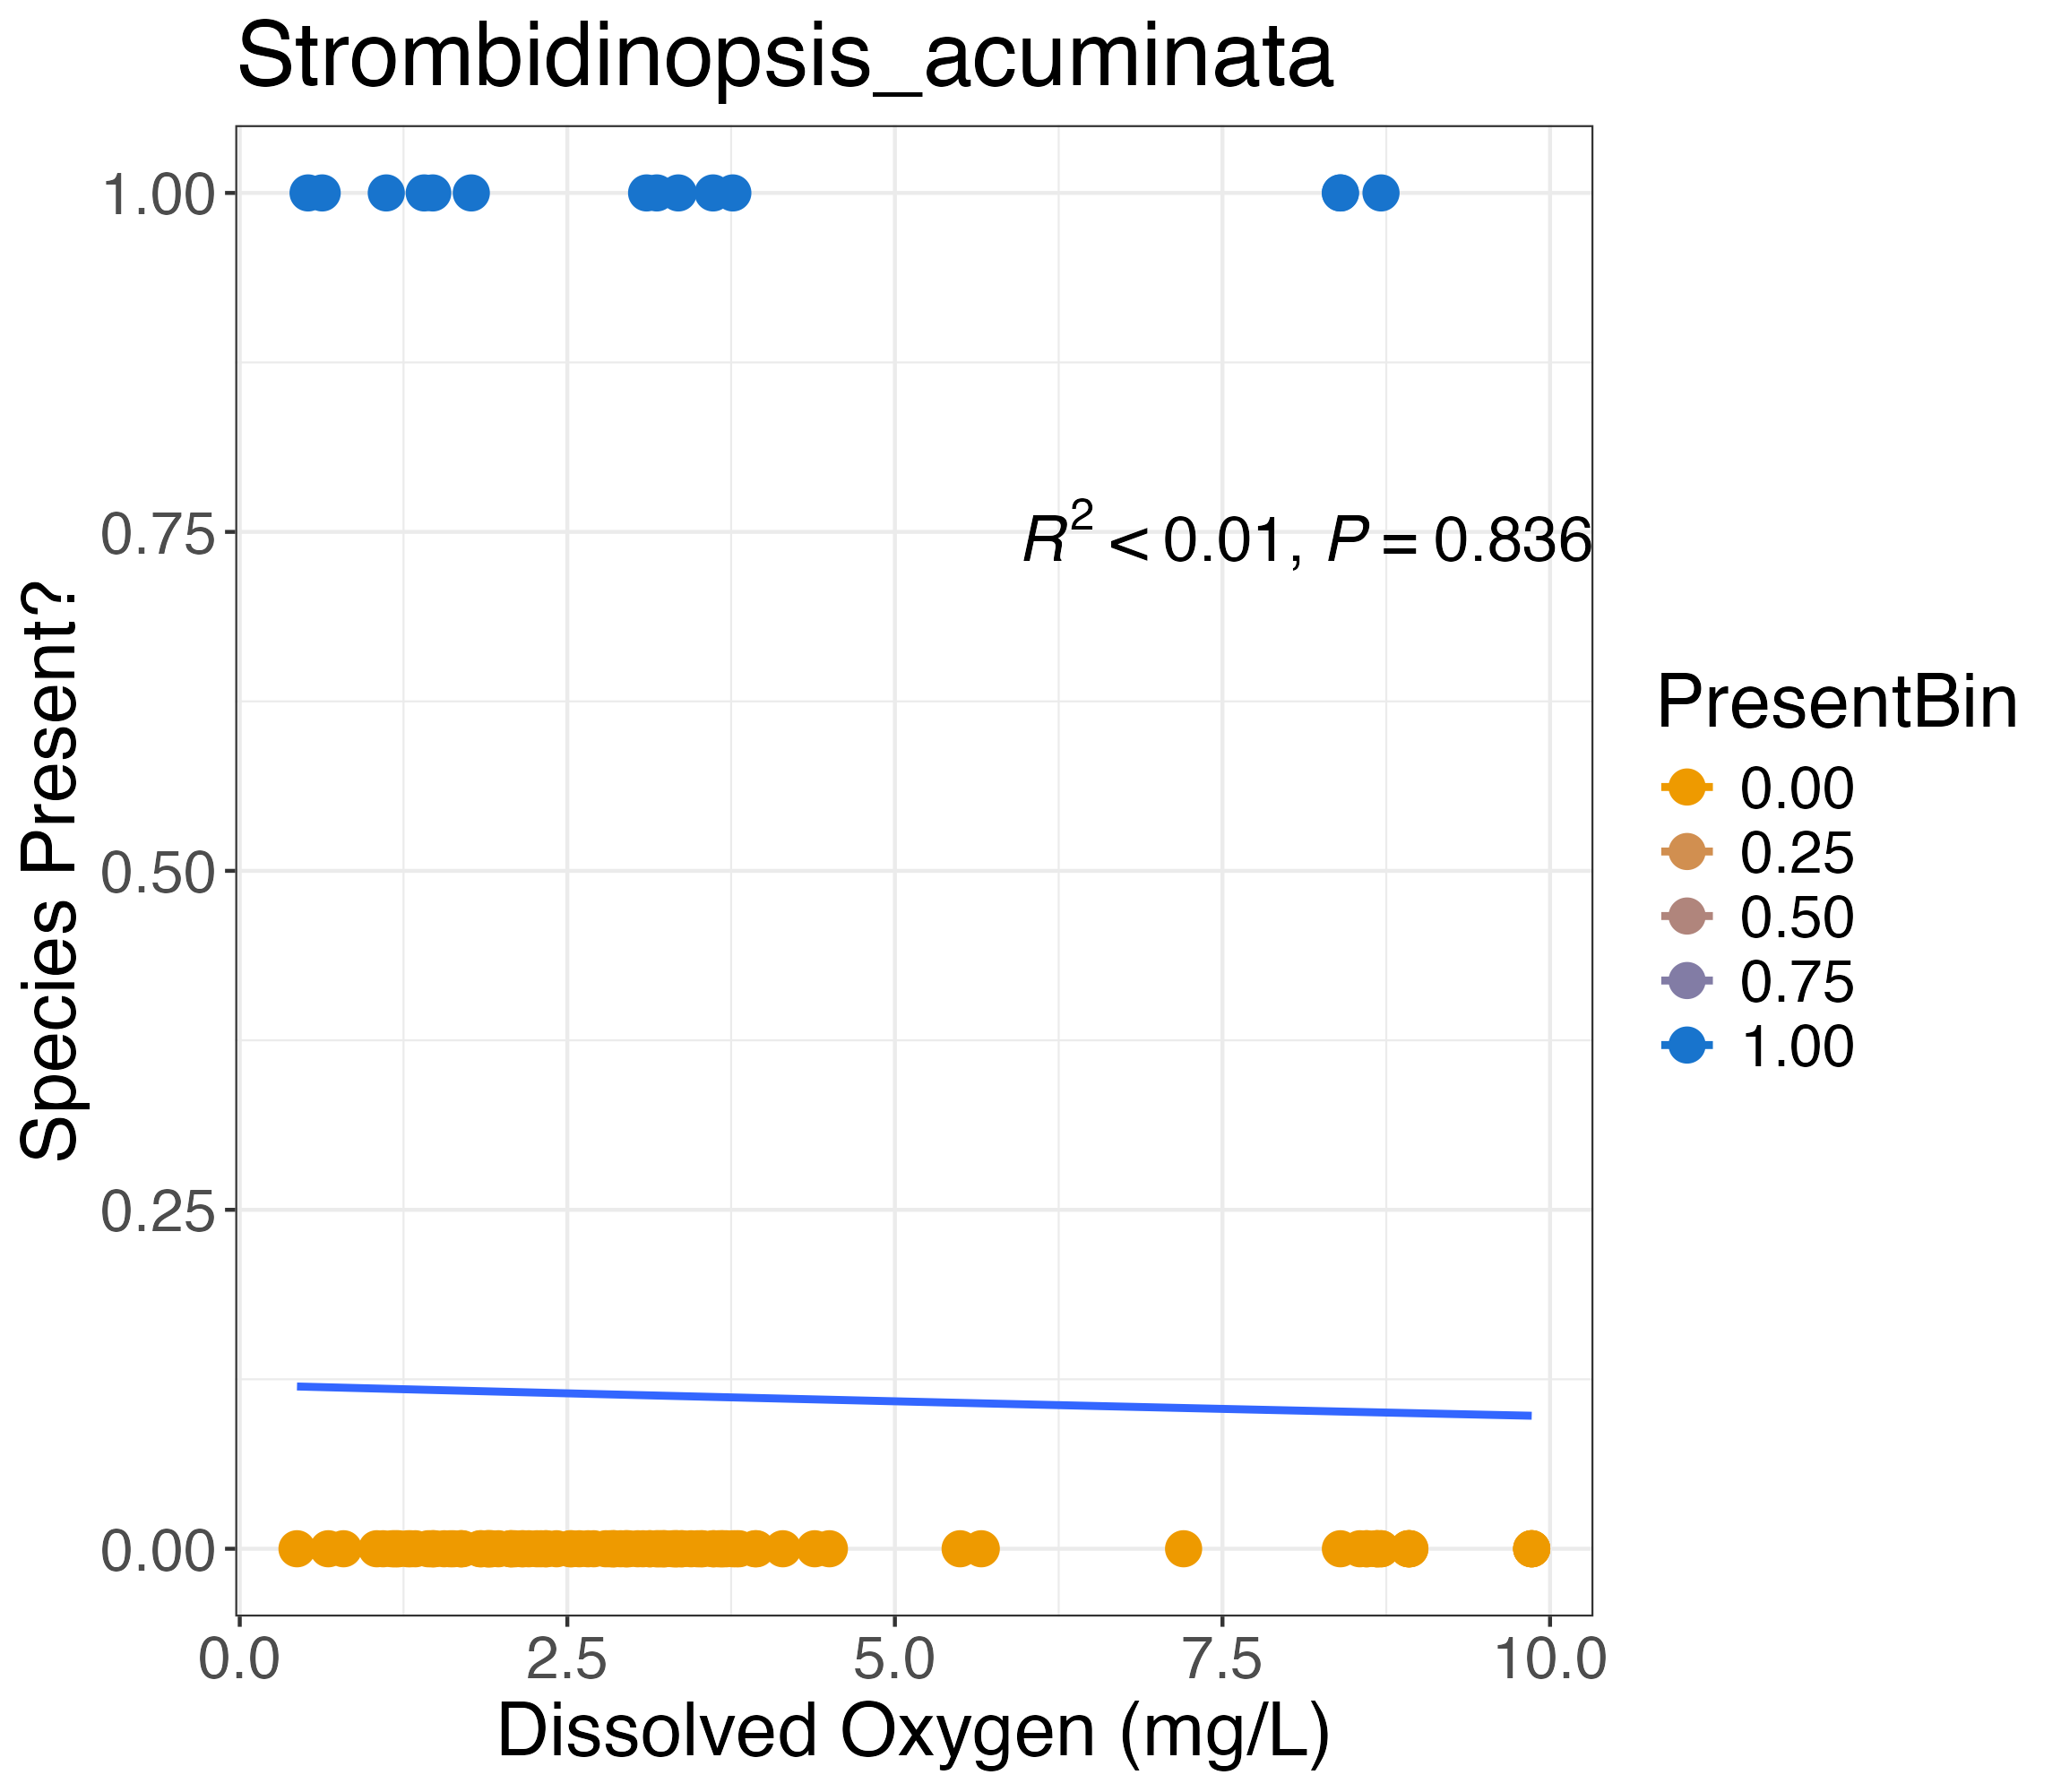 Strombidinopsis_acuminata
1.00
0.75
0.50
0.25
0.00
Species Present?
R² < 0.01, P = 0.836
0.0 2.5 5.0 7.5 10.0
Dissolved Oxygen (mg/L)
PresentBin
0.00
0.25
0.50
0.75
1.00